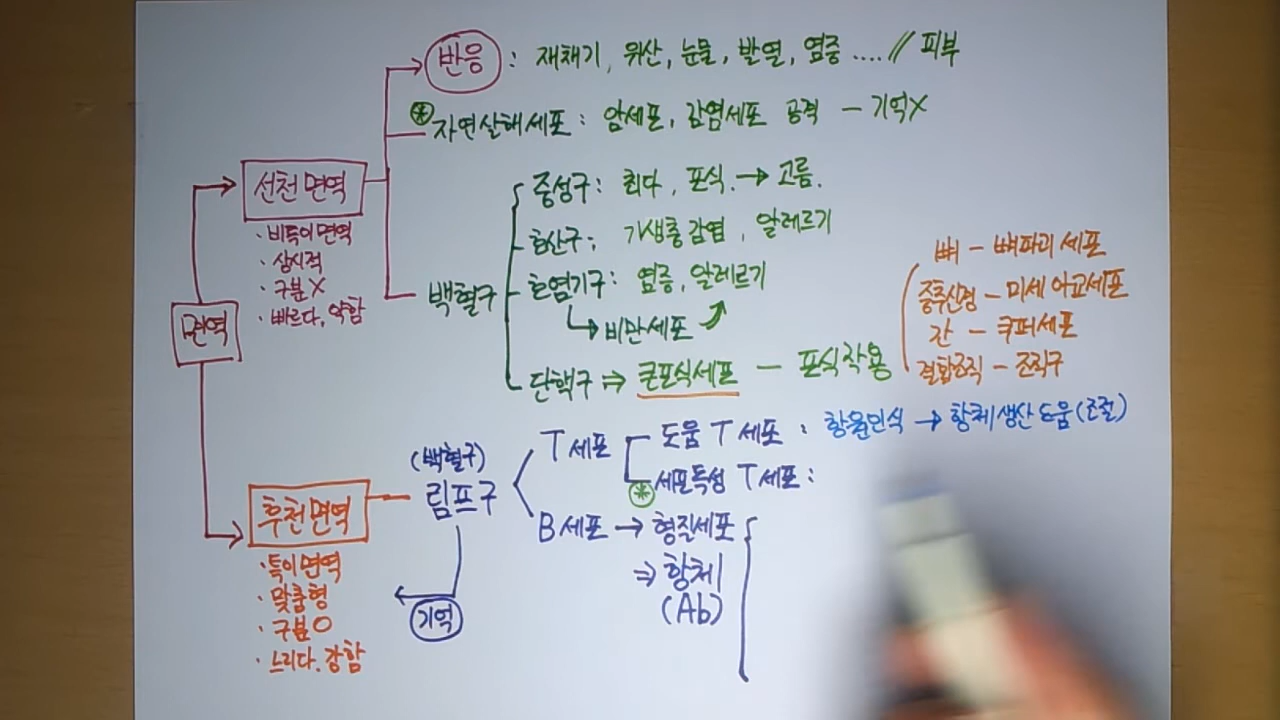 반응 : 재채기, 위산, 눈물, 발열, 염증 .... // 피부
자연살해세포 : 암세포, 감염세포 공격 - 기억X
선천면역
· 비특이면역
· 상시적
· 구분X
· 빠르다, 약함
면역
백혈구
중성구 : 최다, 포식. → 고름.
호산구 : 기생충감염, 알레르기
호염기구 : 염증, 알레르기
→ 비만세포
단핵구 ⇒ 큰포식세포 - 포식작용
뼈 - 뼈파괴세포
중추신경 - 미세아교세포
간 - 쿠퍼세포
결합조직 - 조직구
후천면역
· 특이면역
· 맞춤형
· 구분O
· 느리다. 강함
(백혈구)
림프구
기억
T세포
도움 T세포 : 항원인식 → 항체생산도움(조절)
세포독성 T세포 :
B세포 → 형질세포
⇒ 항체
(Ab)